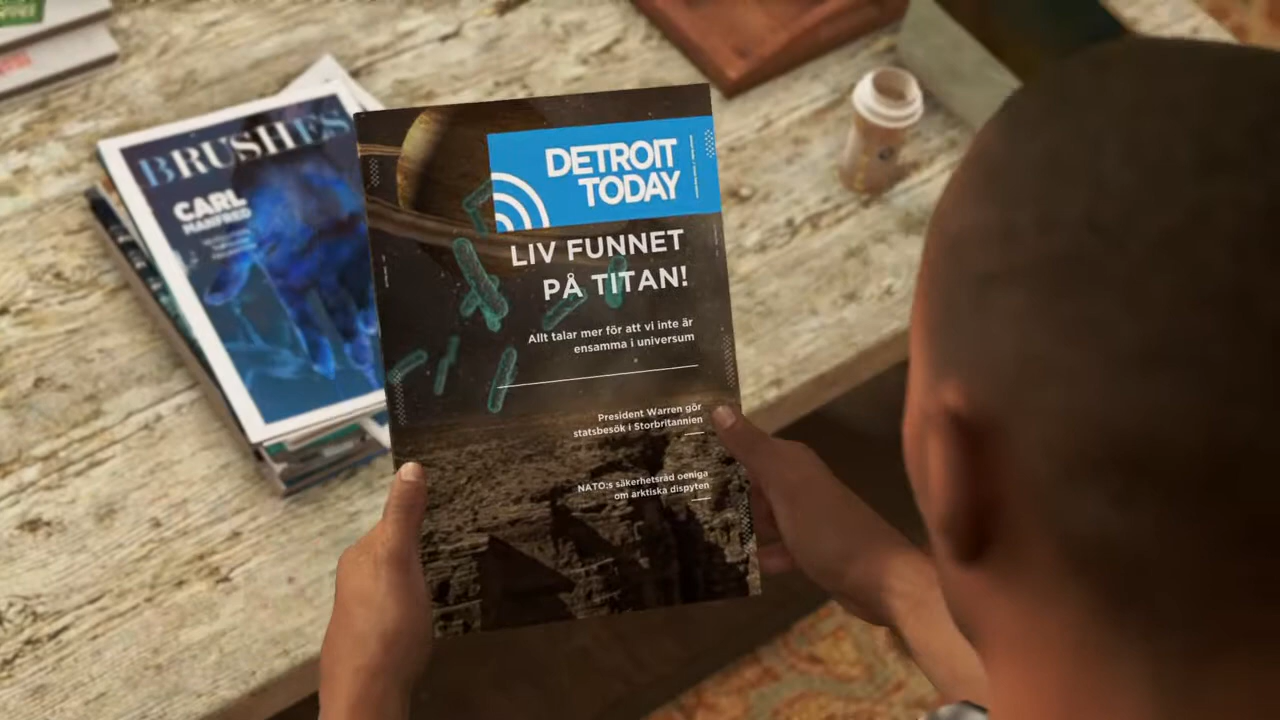 BRUSHES
CARL
MANFRED
DETROIT
TODAY
LIV FUNNET
PÅ TITAN!
Allt talar mer för att vi inte är
ensamma i universum
President Warren gör
statsbesök i Storbritannien
NATO:s säkerhetsråd oeniga
om arktiska dispyten